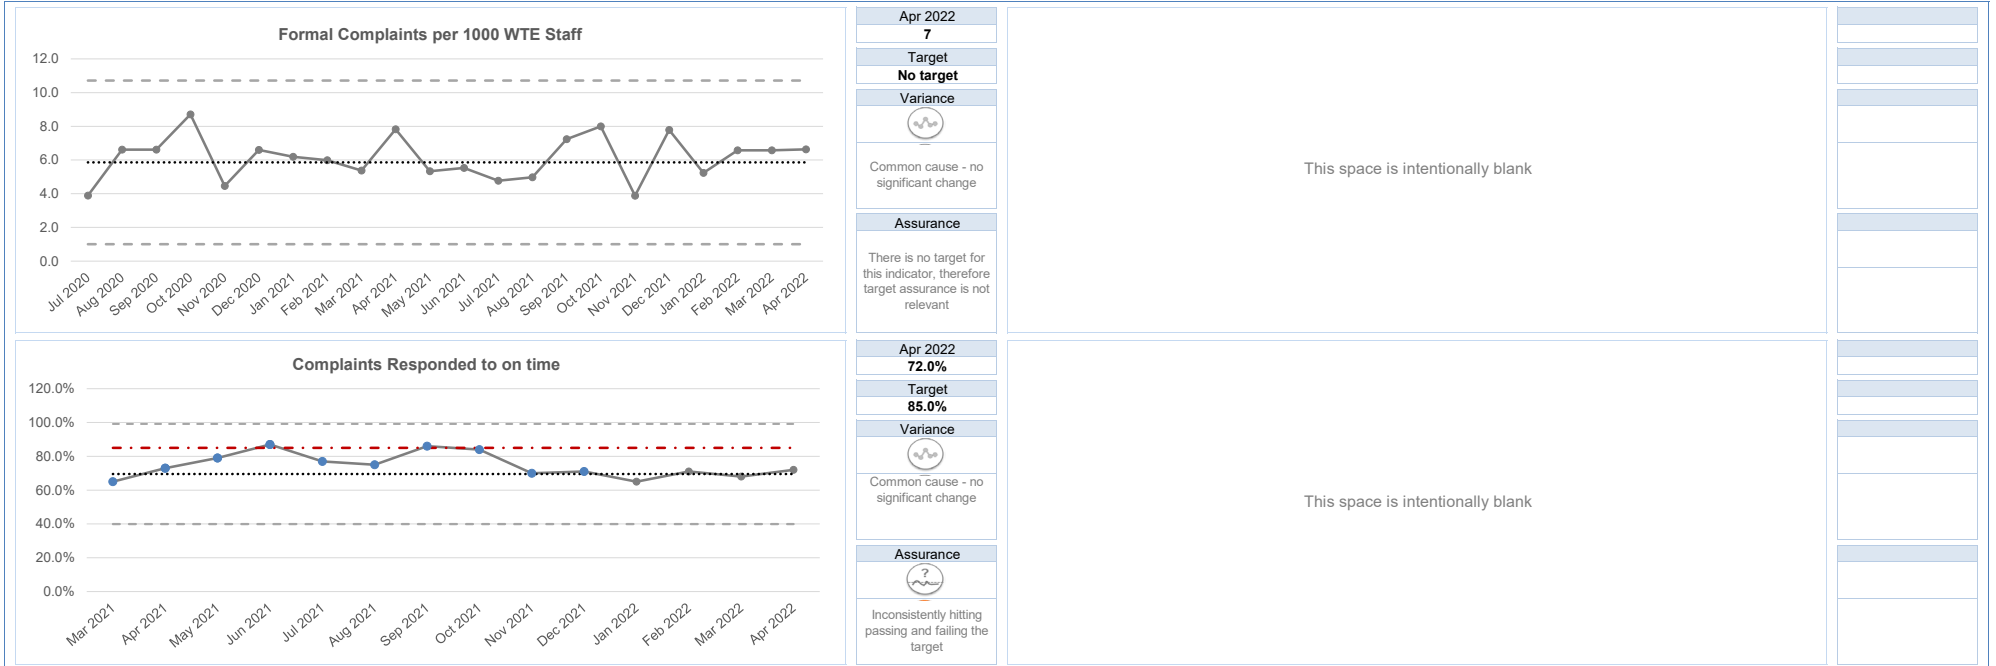 Formal Complaints per 1000 WTE Staff
12.0
10.0
8.0
6.0
4.0
2.0
0.0
Jul 2020
Aug 2020
Sep 2020
Oct 2020
Nov 2020
Dec 2020
Jan 2021
Feb 2021
Mar 2021
Apr 2021
May 2021
Jun 2021
Jul 2021
Aug 2021
Sep 2021
Oct 2021
Nov 2021
Dec 2021
Jan 2022
Feb 2022
Mar 2022
Apr 2022
Apr 2022
7
Target
No target
Variance
Common cause - no
significant change
Assurance
There is no target for
this indicator, therefore
target assurance is not
relevant
This space is intentionally blank
Complaints Responded to on time
120.0%
100.0%
80.0%
60.0%
40.0%
20.0%
0.0%
Mar 2021
Apr 2021
May 2021
Jun 2021
Jul 2021
Aug 2021
Sep 2021
Oct 2021
Nov 2021
Dec 2021
Jan 2022
Feb 2022
Mar 2022
Apr 2022
Apr 2022
72.0%
Target
85.0%
Variance
Common cause - no
significant change
Assurance
?
Inconsistently hitting
passing and failing the
target
This space is intentionally blank